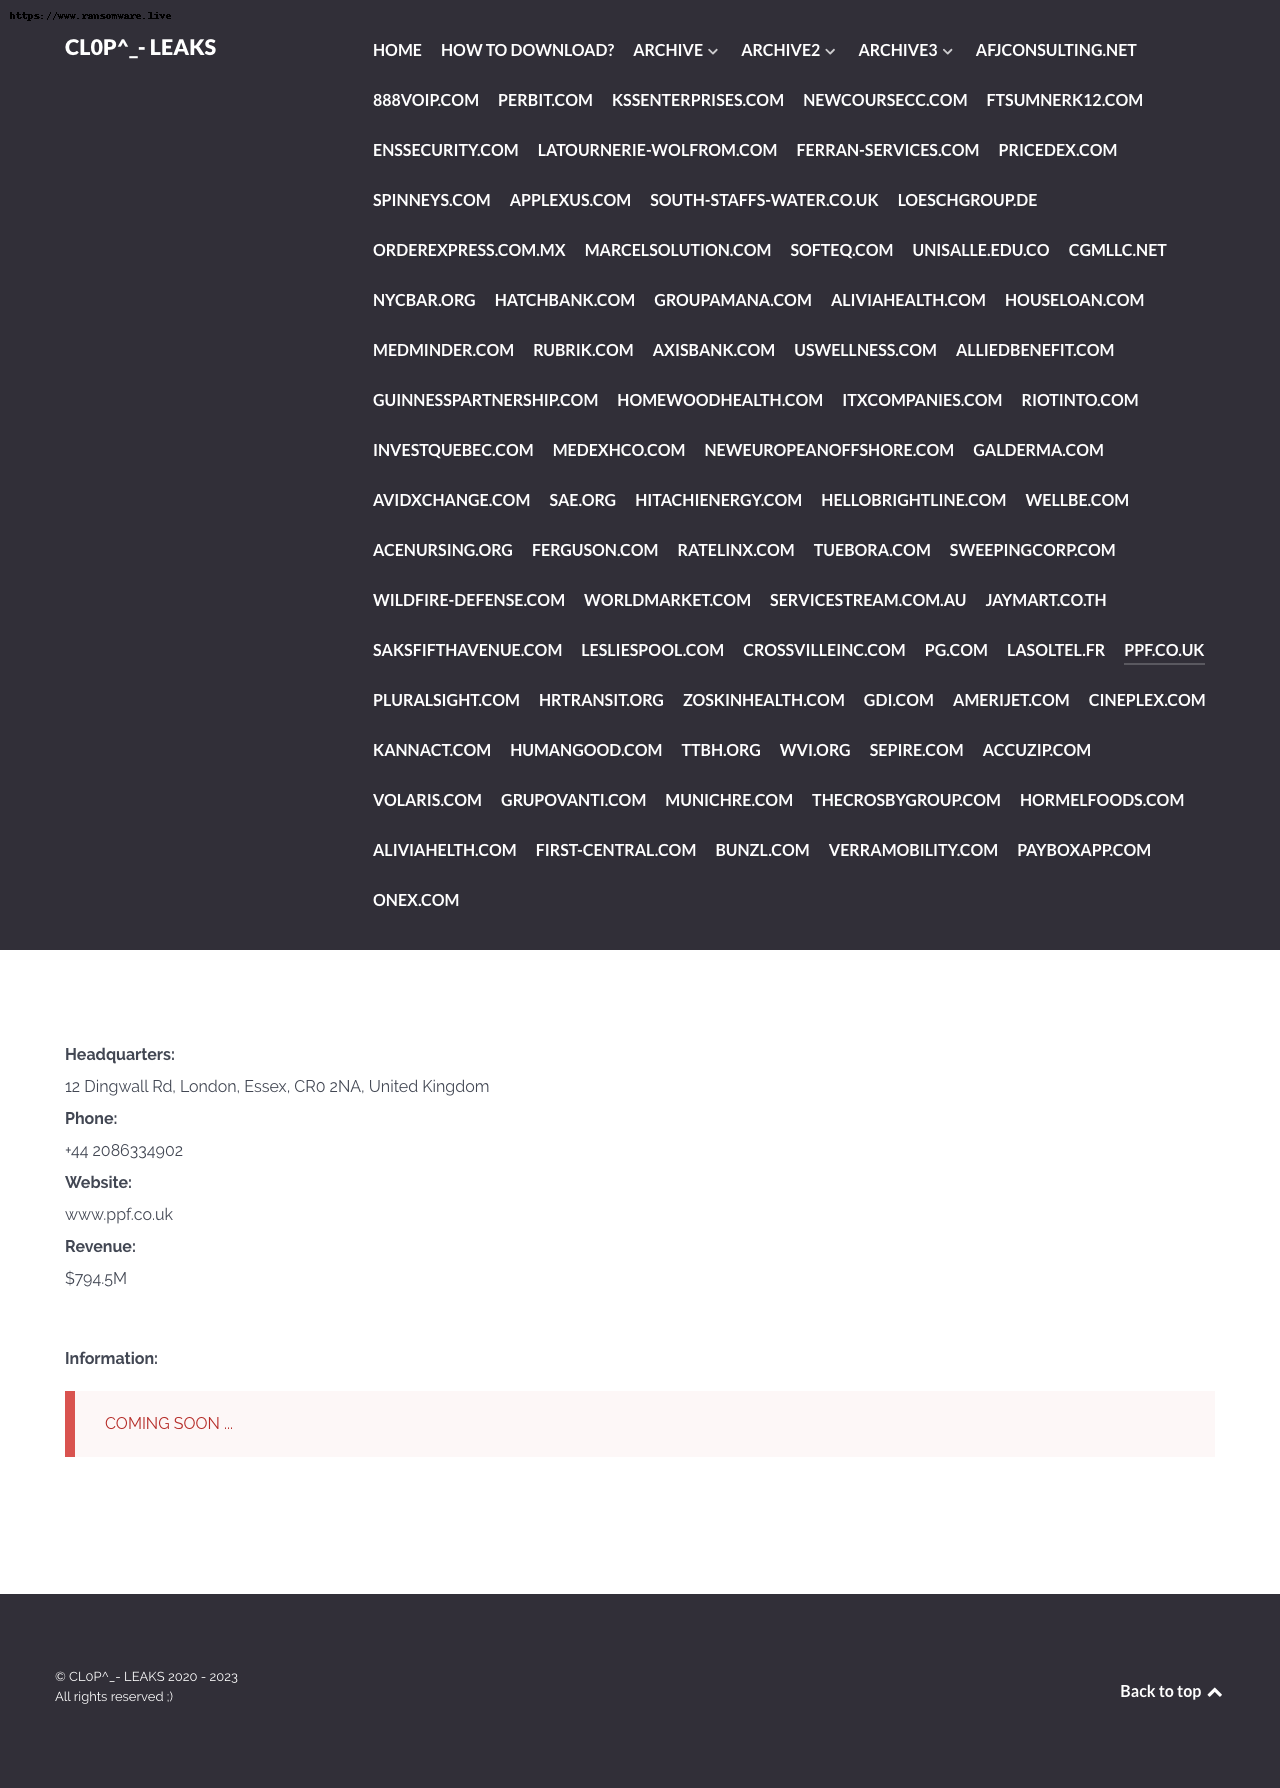 https://www.ransomware.live
CL0P^_- LEAKS
HOME HOW TO DOWNLOAD? ARCHIVE ARCHIVE2 ARCHIVE3 AFJCONSULTING.NET
888VOIP.COM PERBIT.COM KSSENTERPRISES.COM NEWCOURSECC.COM FTSUMNERK12.COM
ENSSECURITY.COM LATOURNERIE-WOLFROM.COM FERRAN-SERVICES.COM PRICEDEX.COM
SPINNEYS.COM APPLEXUS.COM SOUTH-STAFFS-WATER.CO.UK LOESCHGROUP.DE
ORDEREXPRESS.COM.MX MARCELSOLUTION.COM SOFTEQ.COM UNISALLE.EDU.CO CGMLLC.NET
NYCBAR.ORG HATCHBANK.COM GROUPAMANA.COM ALIVIAHEALTH.COM HOUSELOAN.COM
MEDMINDER.COM RUBRIK.COM AXISBANK.COM USWELLNESS.COM ALLIEDBENEFIT.COM
GUINNESSPARTNERSHIP.COM HOMEWOODHEALTH.COM ITXCOMPANIES.COM RIOTINTO.COM
INVESTQUEBEC.COM MEDEXHCO.COM NEWEUROPEANOFFSHORE.COM GALDERMA.COM
AVIDXCHANGE.COM SAE.ORG HITACHIENERGY.COM HELLOBRIGHTLINE.COM WELLBE.COM
ACENURSING.ORG FERGUSON.COM RATELINX.COM TUEBORA.COM SWEEPINGCORP.COM
WILDFIRE-DEFENSE.COM WORLDMARKET.COM SERVICESTREAM.COM.AU JAYMART.CO.TH
SAKSFIFTHAVENUE.COM LESLIESPOOL.COM CROSSVILLEINC.COM PG.COM LASOLTEL.FR PPF.CO.UK
PLURALSIGHT.COM HRTRANSIT.ORG ZOSKINHEALTH.COM GDI.COM AMERIJET.COM CINEPLEX.COM
KANNACT.COM HUMANGOOD.COM TTBH.ORG WVI.ORG SEPIRE.COM ACCUZIP.COM
VOLARIS.COM GRUPOVANTI.COM MUNICHRE.COM THECROSBYGROUP.COM HORMELFOODS.COM
ALIVIAHELTH.COM FIRST-CENTRAL.COM BUNZL.COM VERRAMOBILITY.COM PAYBOXAPP.COM
ONEX.COM
Headquarters:
12 Dingwall Rd, London, Essex, CR0 2NA, United Kingdom
Phone:
+44 2086334902
Website:
www.ppf.co.uk
Revenue:
$794.5M
Information:
COMING SOON ...
© CL0P^_- LEAKS 2020 - 2023
All rights reserved ;)
Back to top